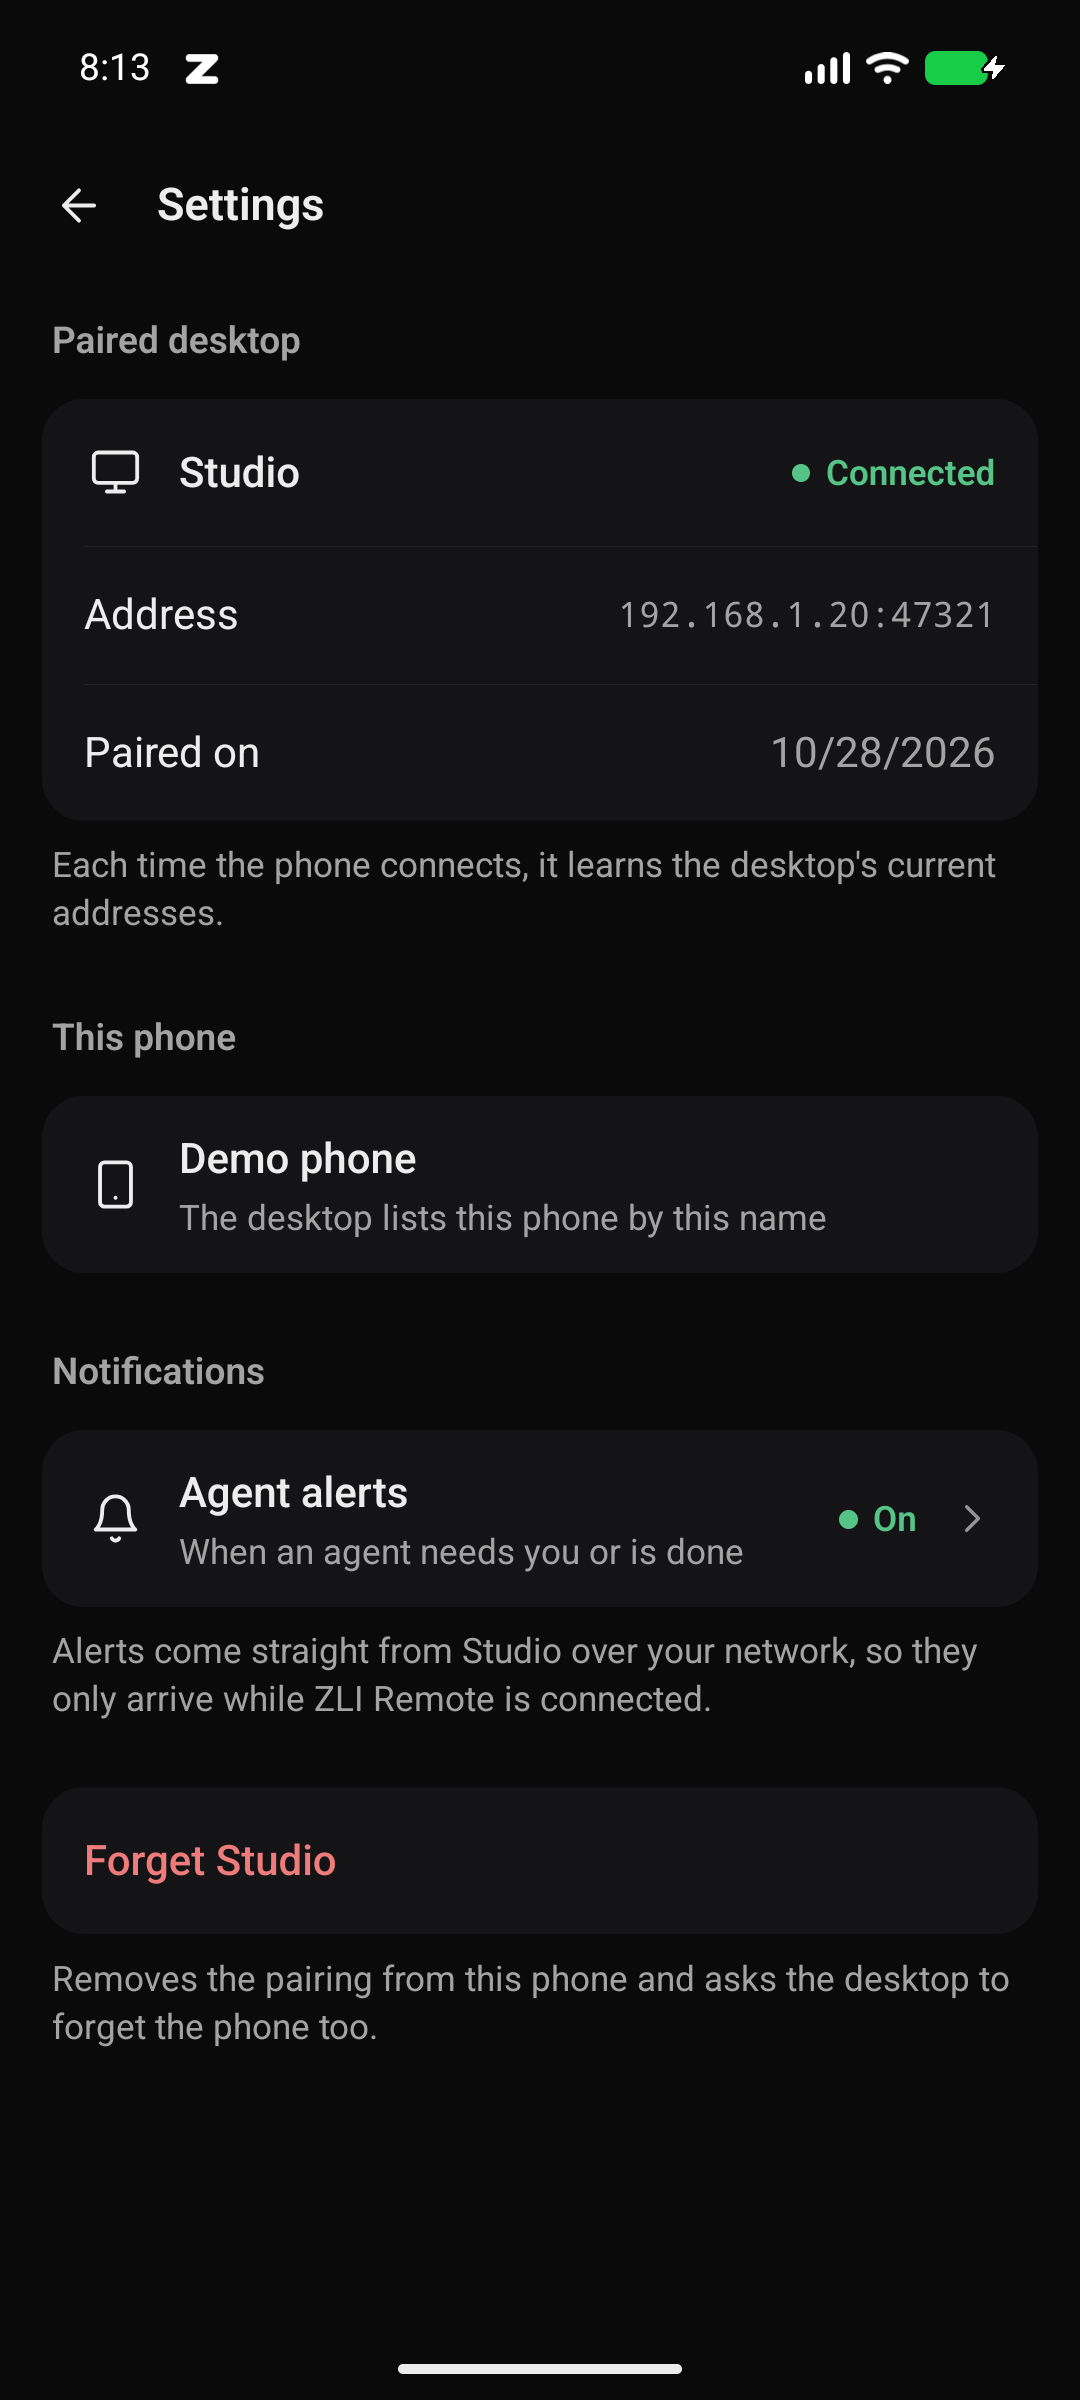 8:13
Settings
Paired desktop
Studio
Connected
Address
192.168.1.20:47321
Paired on
10/28/2026
Each time the phone connects, it learns the desktop's current
addresses.
This phone
Demo phone
The desktop lists this phone by this name
Notifications
Agent alerts
When an agent needs you or is done
On
Alerts come straight from Studio over your network, so they
only arrive while ZLI Remote is connected.
Forget Studio
Removes the pairing from this phone and asks the desktop to
forget the phone too.